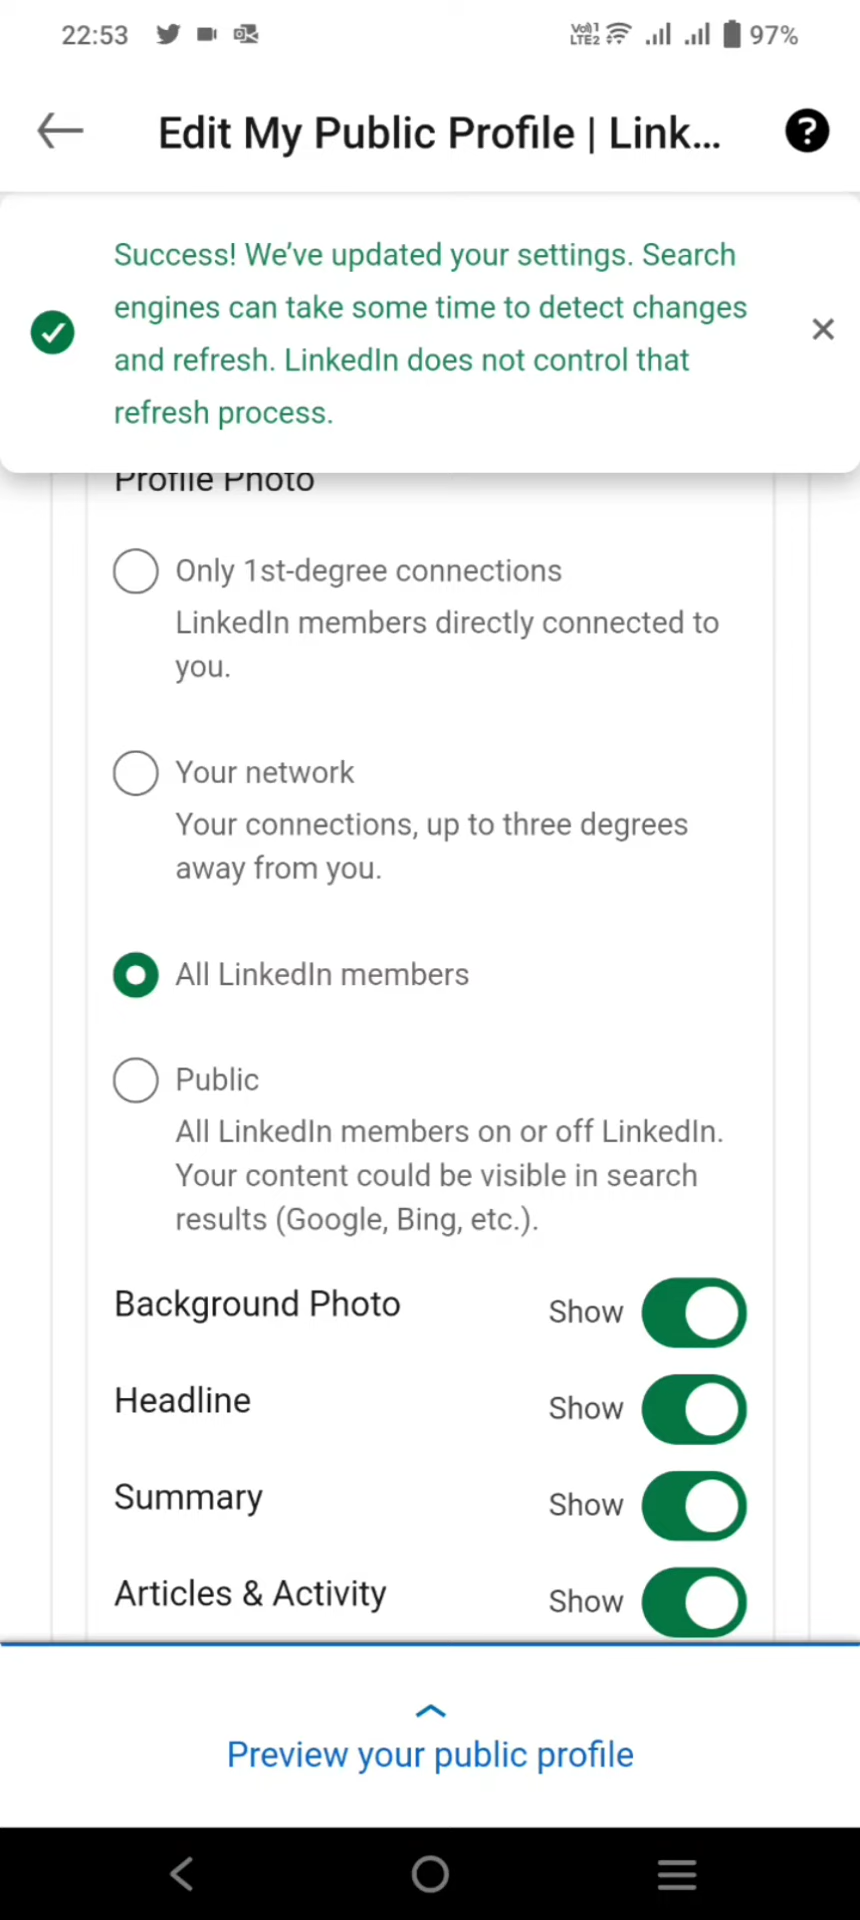 22:53
Vo)) 1
LTE2
97%
Edit My Public Profile | Link...
?
Success! We've updated your settings. Search
engines can take some time to detect changes
and refresh. LinkedIn does not control that
refresh process.
Profile Photo
Only 1st-degree connections
LinkedIn members directly connected to
you.
Your network
Your connections, up to three degrees
away from you.
All LinkedIn members
Public
All LinkedIn members on or off LinkedIn.
Your content could be visible in search
results (Google, Bing, etc.).
Background Photo Show
Headline Show
Summary Show
Articles & Activity Show
Preview your public profile